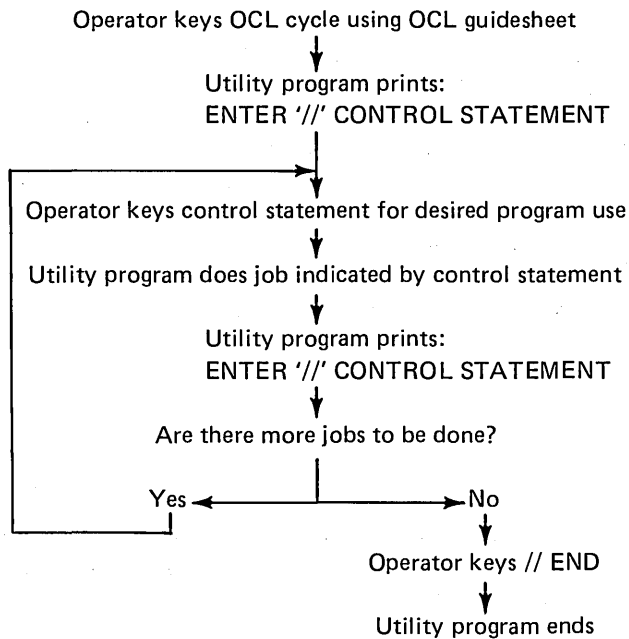 Operator keys OCL cycle using OCL guidesheet
Utility program prints:
ENTER '//' CONTROL STATEMENT
Operator keys control statement for desired program use
Utility program does job indicated by control statement
Utility program prints:
ENTER '//' CONTROL STATEMENT
Are there more jobs to be done?
Yes
No
Operator keys // END
Utility program ends